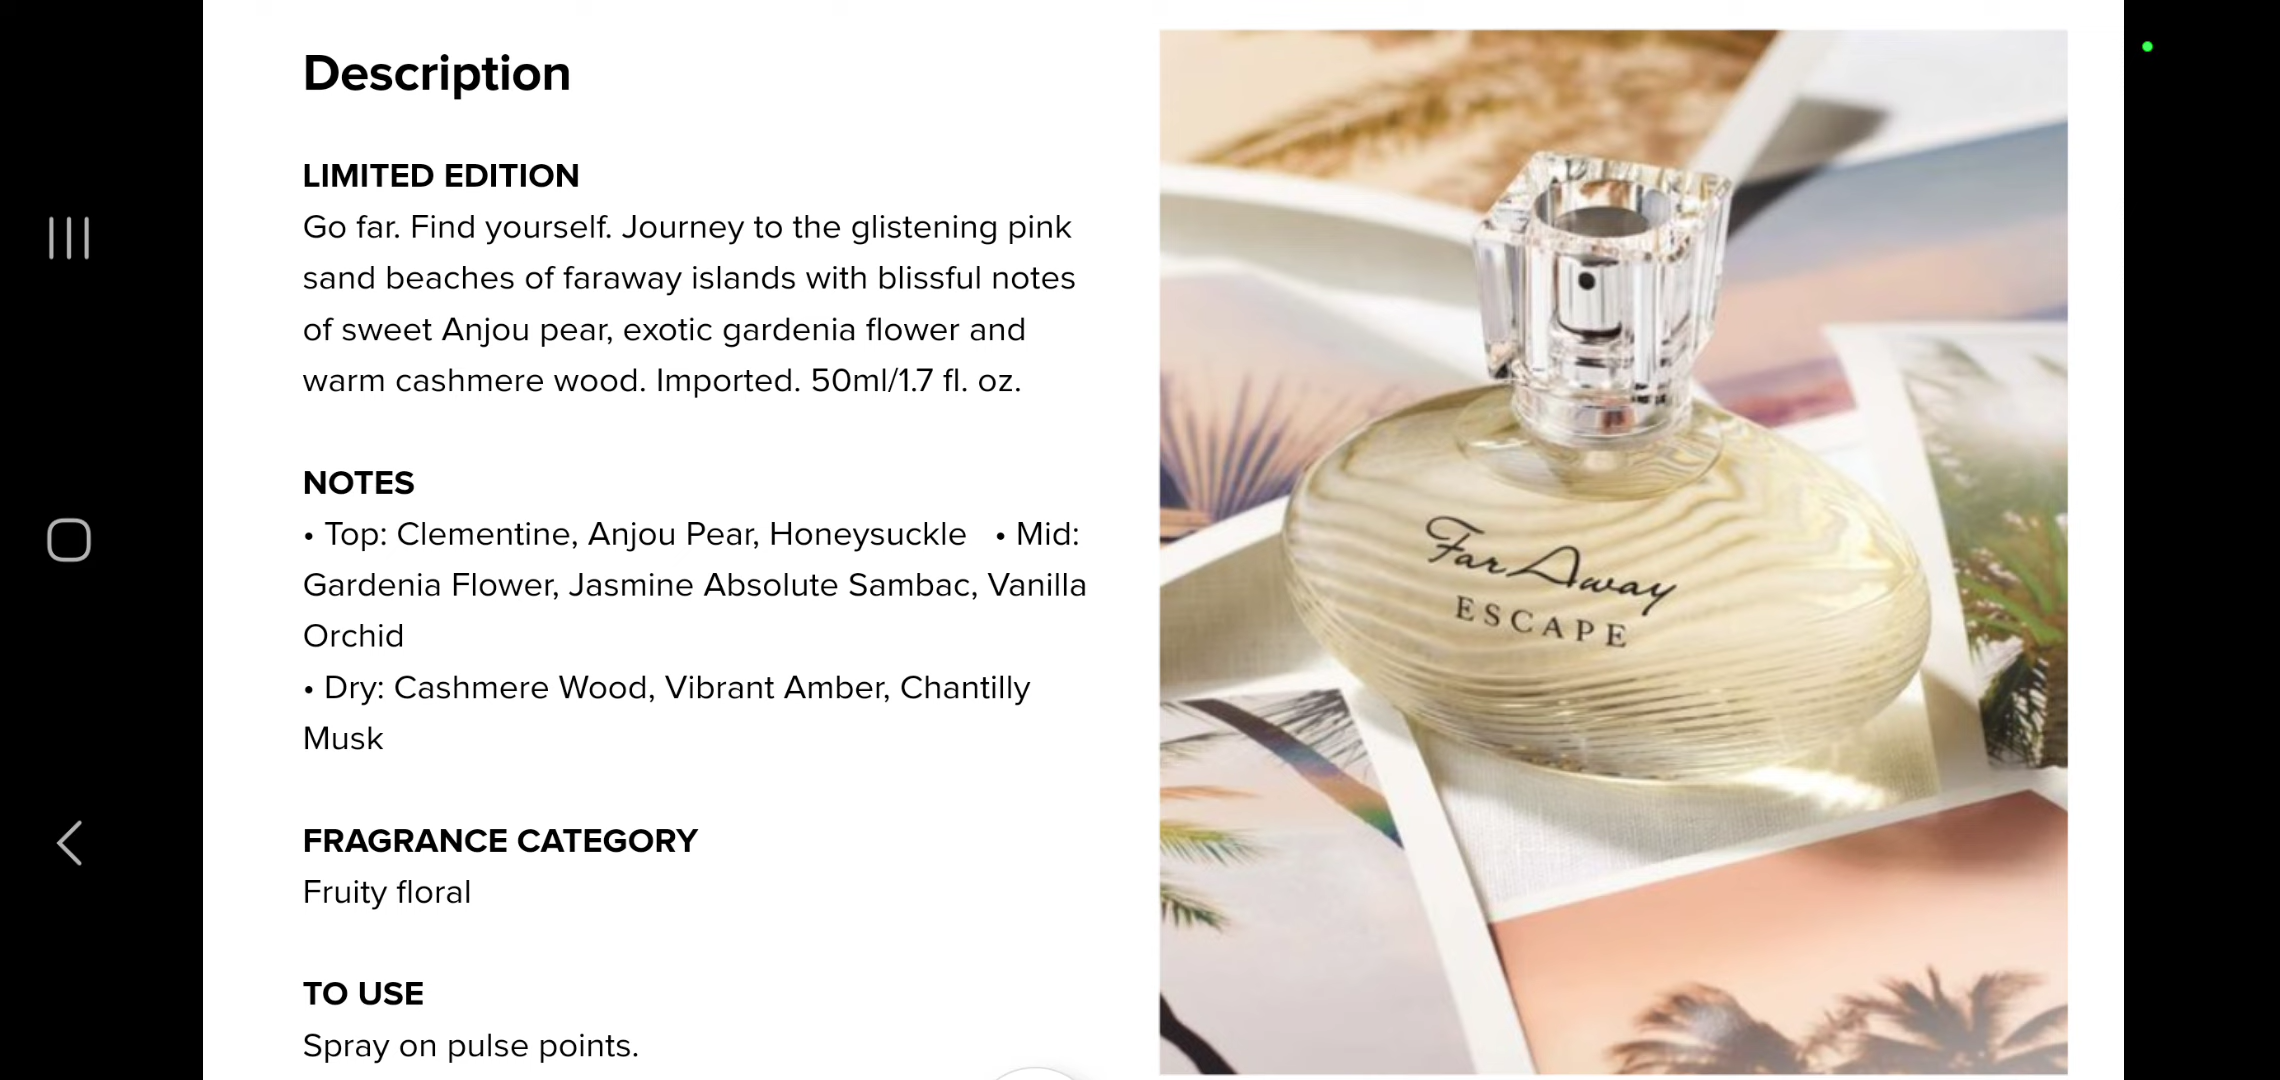 Description
LIMITED EDITION
Go far. Find yourself. Journey to the glistening pink
sand beaches of faraway islands with blissful notes
of sweet Anjou pear, exotic gardenia flower and
warm cashmere wood. Imported. 50ml/1.7 fl. oz.
NOTES
• Top: Clementine, Anjou Pear, Honeysuckle   • Mid:
Gardenia Flower, Jasmine Absolute Sambac, Vanilla
Orchid
• Dry: Cashmere Wood, Vibrant Amber, Chantilly
Musk
FRAGRANCE CATEGORY
Fruity floral
TO USE
Spray on pulse points.
Far Away
ESCAPE